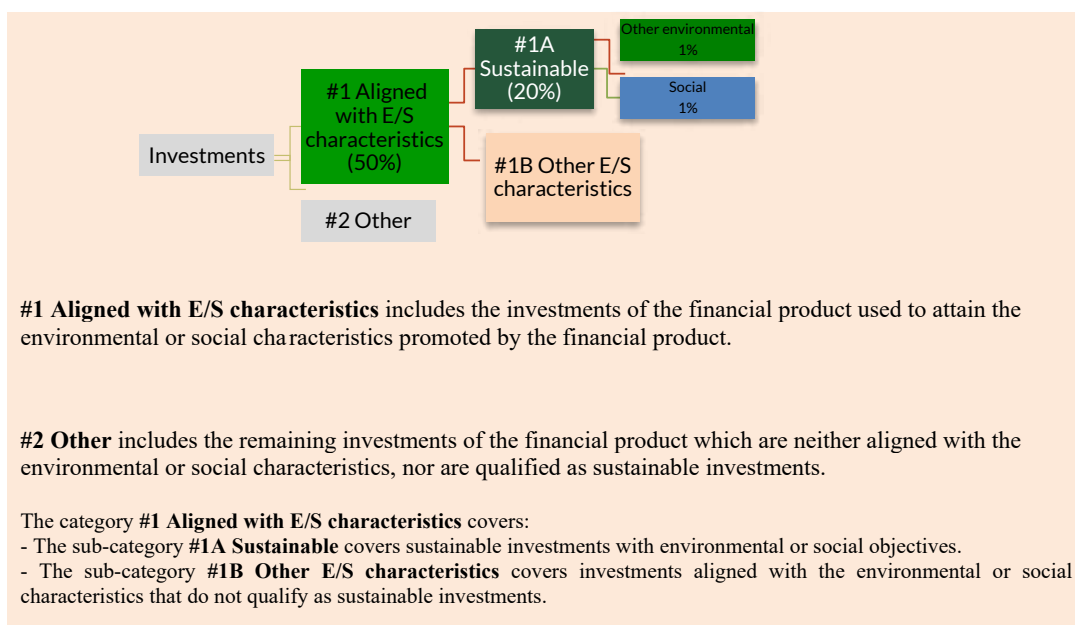 Other environmental
1%
#1A
Sustainable
(20%)
Social
1%
#1 Aligned
with E/S
characteristics
(50%)
Investments
#1B Other E/S
characteristics
#2 Other
#1 Aligned with E/S characteristics includes the investments of the financial product used to attain the
environmental or social characteristics promoted by the financial product.
#2 Other includes the remaining investments of the financial product which are neither aligned with the
environmental or social characteristics, nor are qualified as sustainable investments.
The category #1 Aligned with E/S characteristics covers:
- The sub-category #1A Sustainable covers sustainable investments with environmental or social objectives.
- The sub-category #1B Other E/S characteristics covers investments aligned with the environmental or social
characteristics that do not qualify as sustainable investments.